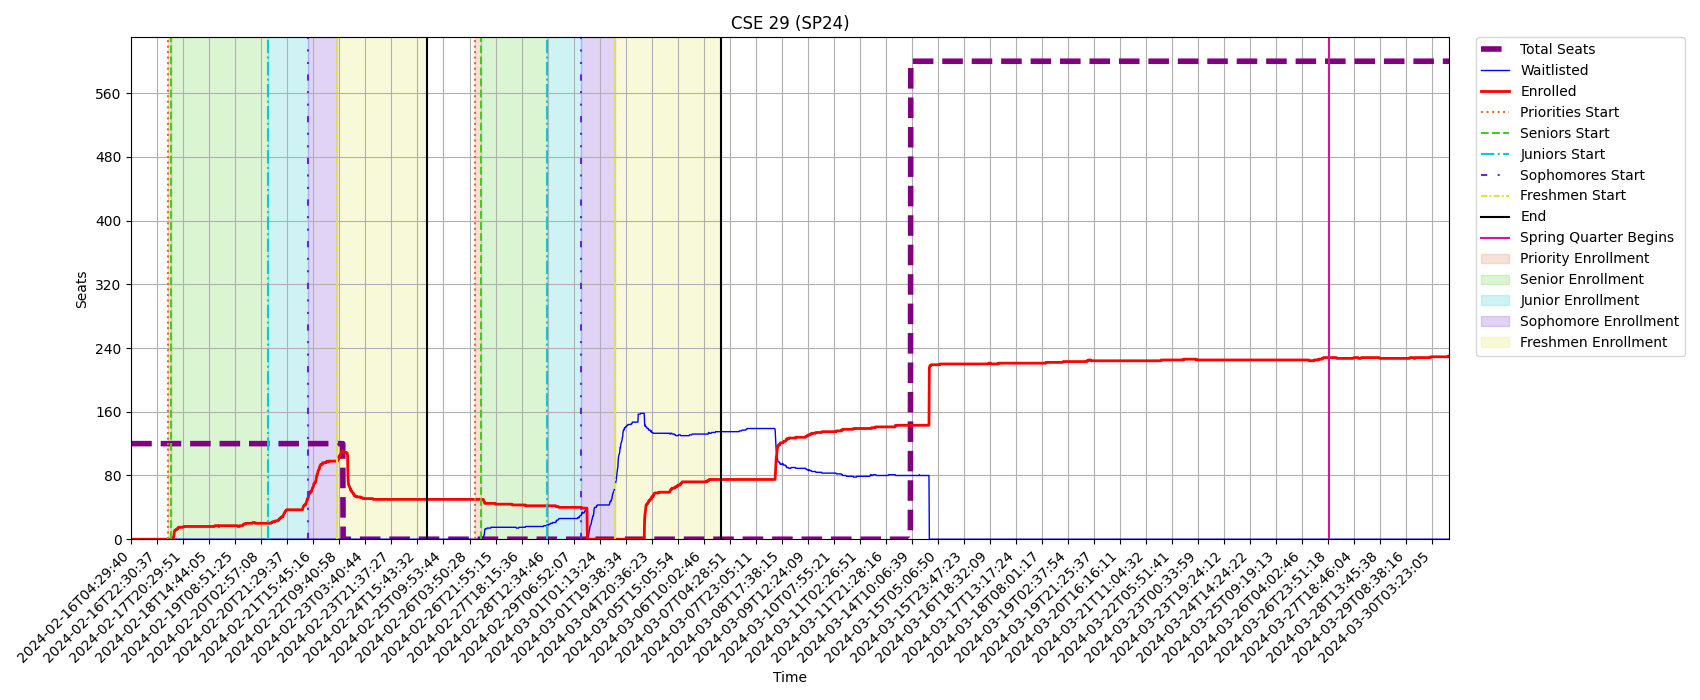 CSE 29 (SP24)
Seats
560
480
400
320
240
160
80
0
2024-02-16T04:29:40
2024-02-16T22:30:37
2024-02-17T20:29:51
2024-02-18T14:44:05
2024-02-19T08:51:25
2024-02-20T02:57:08
2024-02-20T21:29:37
2024-02-21T15:45:16
2024-02-22T09:40:58
2024-02-23T03:40:44
2024-02-23T21:37:27
2024-02-24T15:43:32
2024-02-25T09:53:44
2024-02-26T03:50:28
2024-02-26T21:55:15
2024-02-27T18:15:36
2024-02-28T12:34:46
2024-02-29T06:52:07
2024-03-01T01:13:24
2024-03-01T19:38:34
2024-03-04T20:36:23
2024-03-05T15:05:54
2024-03-06T10:02:46
2024-03-07T04:28:51
2024-03-07T23:05:11
2024-03-08T17:38:15
2024-03-09T12:24:09
2024-03-10T07:55:21
2024-03-11T02:26:51
2024-03-11T21:28:16
2024-03-14T10:06:39
2024-03-15T05:06:50
2024-03-15T23:47:23
2024-03-16T18:32:09
2024-03-17T13:17:24
2024-03-18T08:01:17
2024-03-19T02:37:54
2024-03-19T21:25:37
2024-03-20T16:16:11
2024-03-21T11:04:32
2024-03-22T05:51:41
2024-03-23T00:33:59
2024-03-23T19:24:12
2024-03-24T14:24:22
2024-03-25T09:19:13
2024-03-26T04:02:46
2024-03-26T23:51:18
2024-03-27T18:46:04
2024-03-28T13:45:38
2024-03-29T08:38:16
2024-03-30T03:23:05
Time
Total Seats
Waitlisted
Enrolled
Priorities Start
Seniors Start
Juniors Start
Sophomores Start
Freshmen Start
End
Spring Quarter Begins
Priority Enrollment
Senior Enrollment
Junior Enrollment
Sophomore Enrollment
Freshmen Enrollment